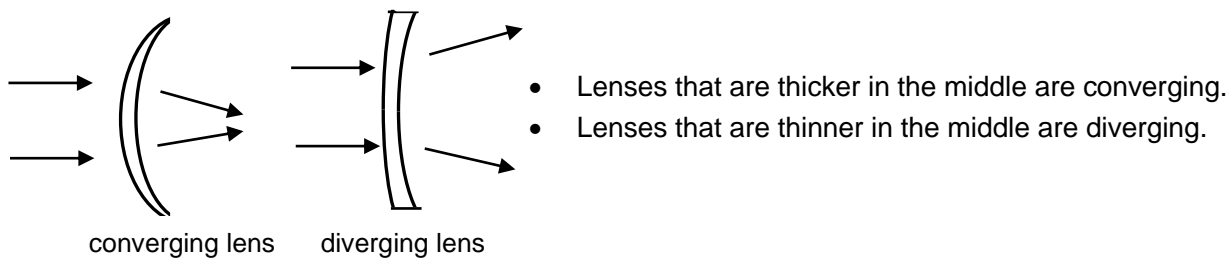 • Lenses that are thicker in the middle are converging.
• Lenses that are thinner in the middle are diverging.
converging lens
diverging lens